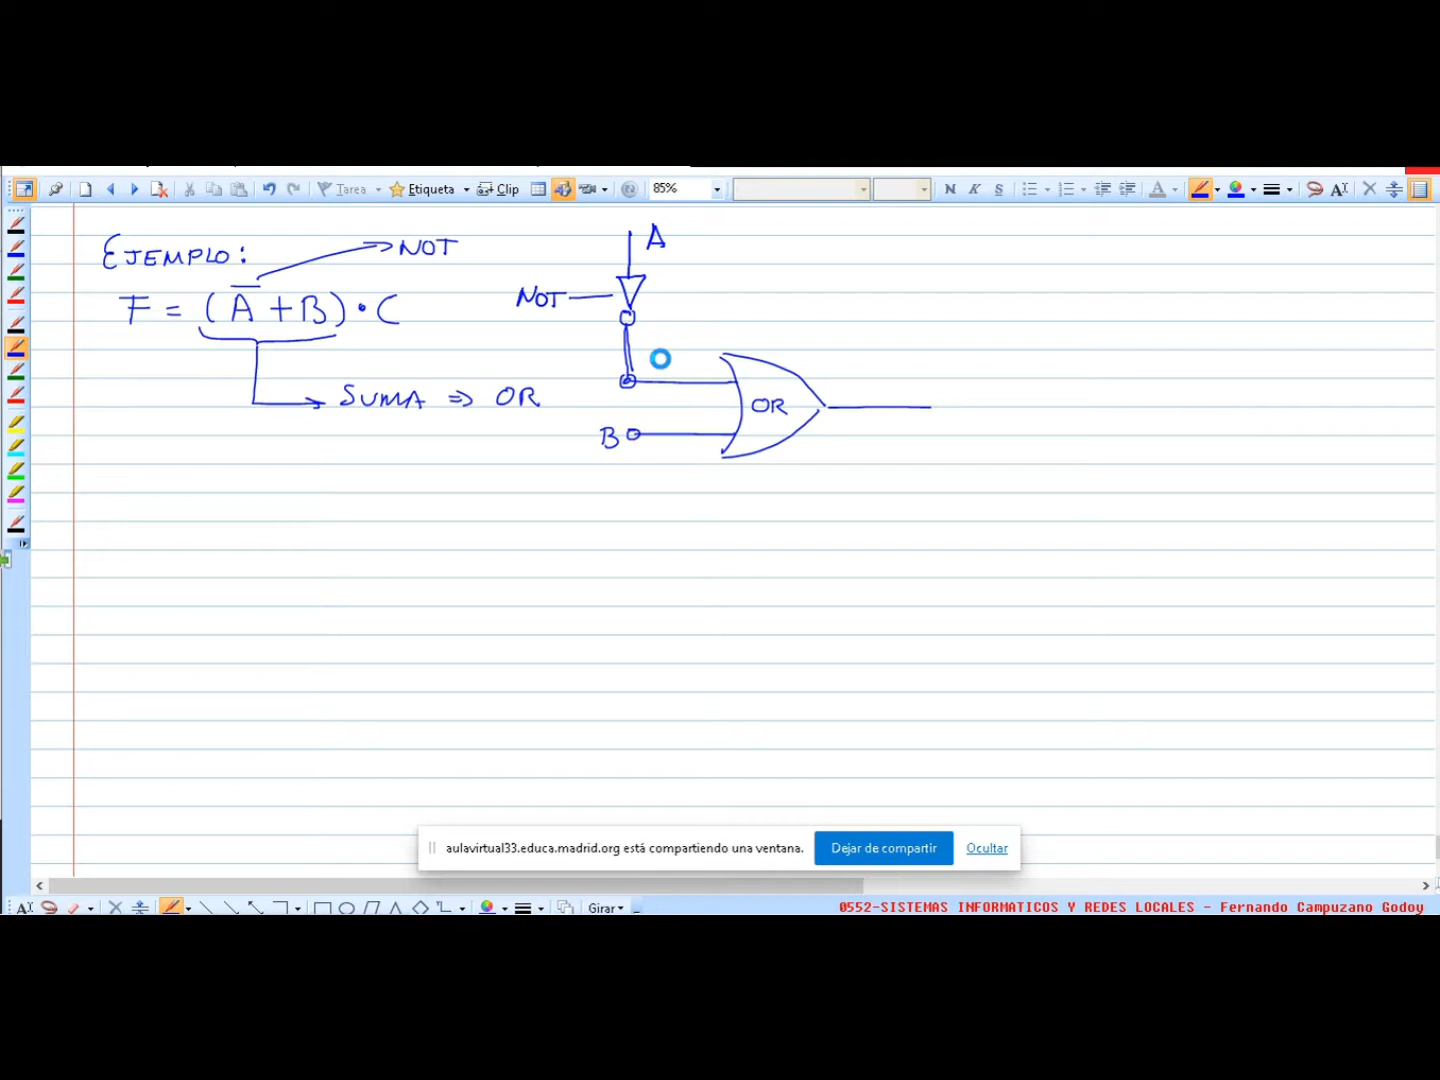 Tarea
Etiqueta
Clip
85%
N K S
A
EJEMPLO:
NOT
A
F = (A̅ + B) • C
NOT
SUMA ⇒ OR
OR
B
aulavirtual33.educa.madrid.org está compartiendo una ventana.
Dejar de compartir
Ocultar
Girar
0552-SISTEMAS INFORMATICOS Y REDES LOCALES - Fernando Campuzano Godoy